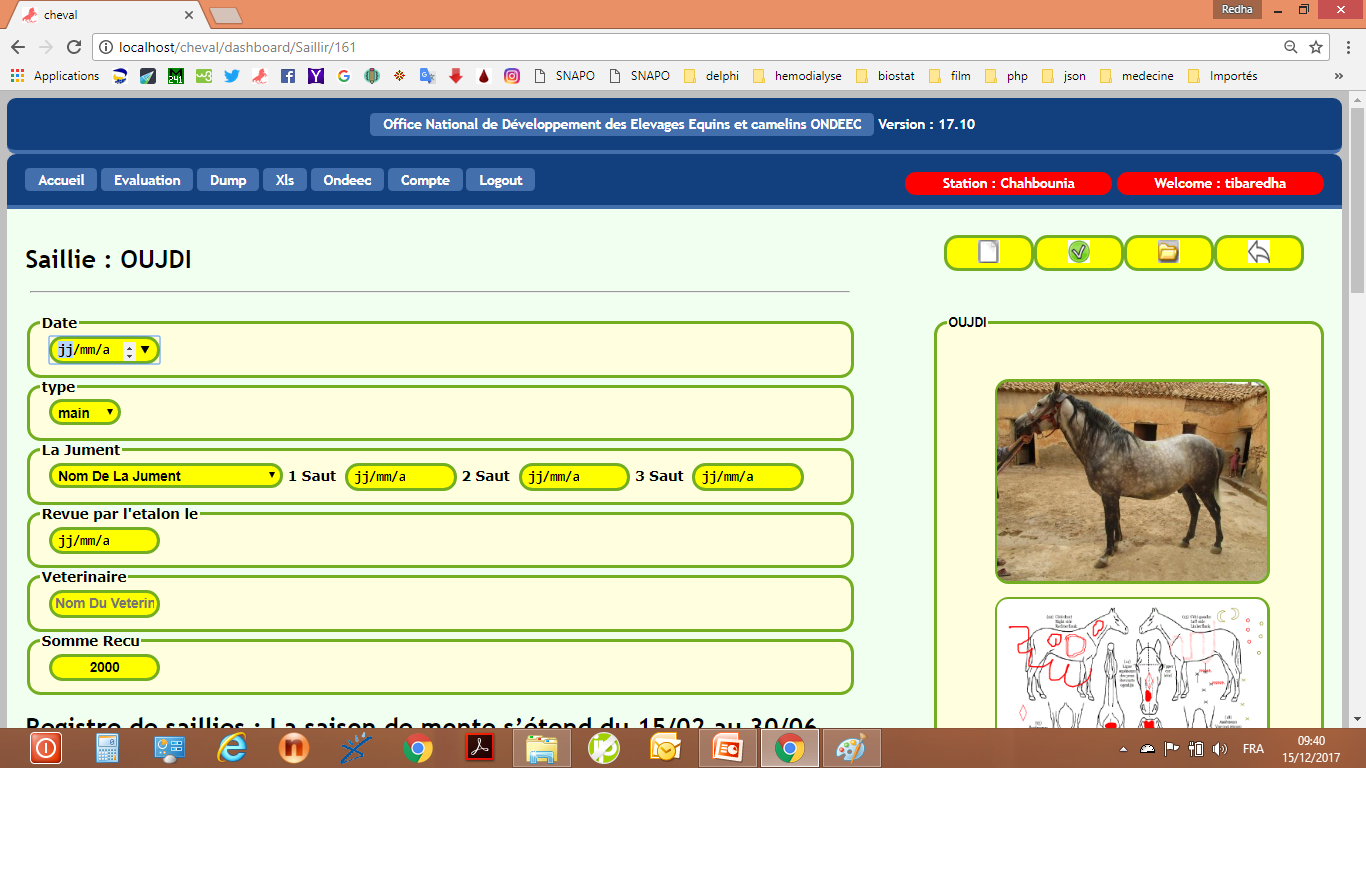 cheval
Redha
localhost/cheval/dashboard/Saillir/161
Applications
241
w3
SNAPO
SNAPO
delphi
hemodialyse
biostat
film
php
json
medecine
Importés
»
Office National de Développement des Elevages Equins et camelins ONDEEC Version : 17.10
Accueil Evaluation Dump Xls Ondeec Compte Logout
Station : Chahbounia Welcome : tibaredha
Saillie : OUJDI
Date
jj/mm/a
type
main
La Jument
Nom De La Jument 1 Saut jj/mm/a 2 Saut jj/mm/a 3 Saut jj/mm/a
Revue par l'etalon le
jj/mm/a
Veterinaire
Nom Du Veterin
Somme Recu
2000
Registre de saillies : La saison de monte s'étend du 15/02 au 30/06
OUJDI
FRA
09:40
15/12/2017